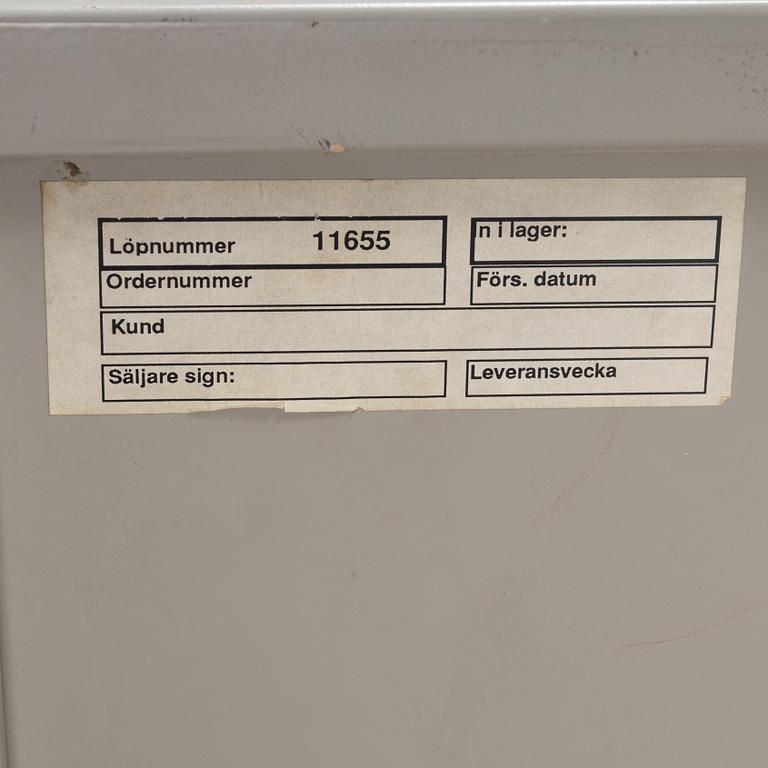 Löpnummer 11655
n i lager:
Ordernummer
Förs. datum
Kund
Säljare sign:
Leveransvecka